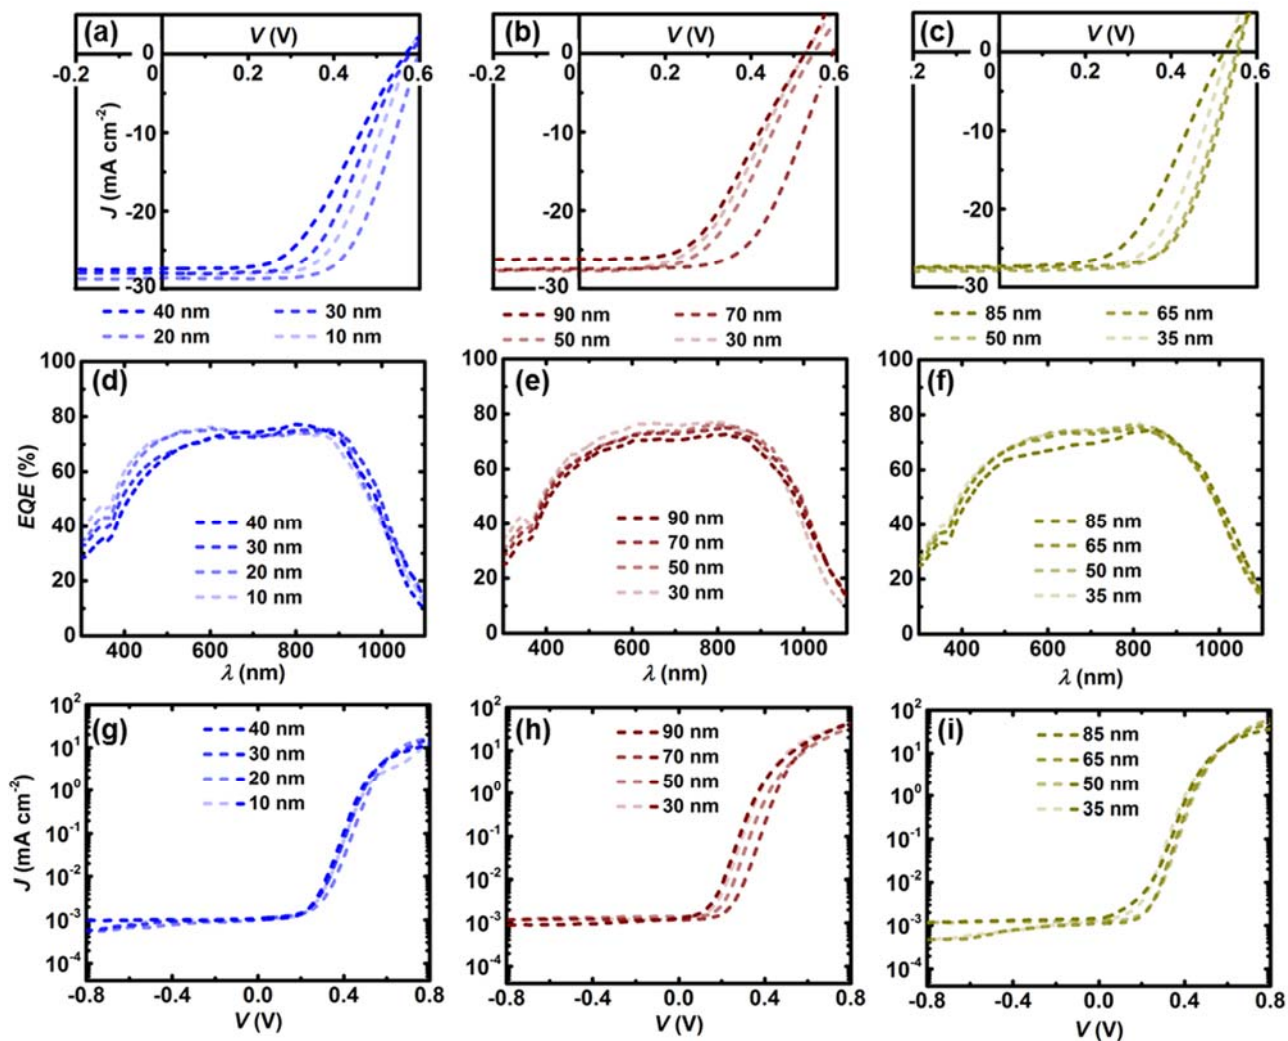 (a) V (V)
0
-0.2 0 0.2 0.4 0.6
-10
-20
-30
J (mA cm-2)
40 nm 30 nm
20 nm 10 nm
(b) V (V)
0
-0.2 0 0.2 0.4 0.6
-10
-20
-30
90 nm 70 nm
50 nm 30 nm
(c) V (V)
0
.2 0 0.2 0.4 0.6
-10
-20
-30
85 nm 65 nm
50 nm 35 nm
(d)
100
80
60
40
20
0
EQE (%)
40 nm
30 nm
20 nm
10 nm
400 600 800 1000
λ (nm)
(e)
100
80
60
40
20
0
90 nm
70 nm
50 nm
30 nm
400 600 800 1000
λ (nm)
(f)
100
80
60
40
20
0
85 nm
65 nm
50 nm
35 nm
400 600 800 1000
λ (nm)
(g)
10²
10¹
10⁰
10⁻¹
10⁻²
10⁻³
10⁻⁴
J (mA cm-2)
40 nm
30 nm
20 nm
10 nm
-0.8 -0.4 0.0 0.4 0.8
V (V)
(h)
10²
10¹
10⁰
10⁻¹
10⁻²
10⁻³
10⁻⁴
90 nm
70 nm
50 nm
30 nm
-0.8 -0.4 0.0 0.4 0.8
V (V)
(i)
10²
10¹
10⁰
10⁻¹
10⁻²
10⁻³
10⁻⁴
85 nm
65 nm
50 nm
35 nm
-0.8 -0.4 0.0 0.4 0.8
V (V)